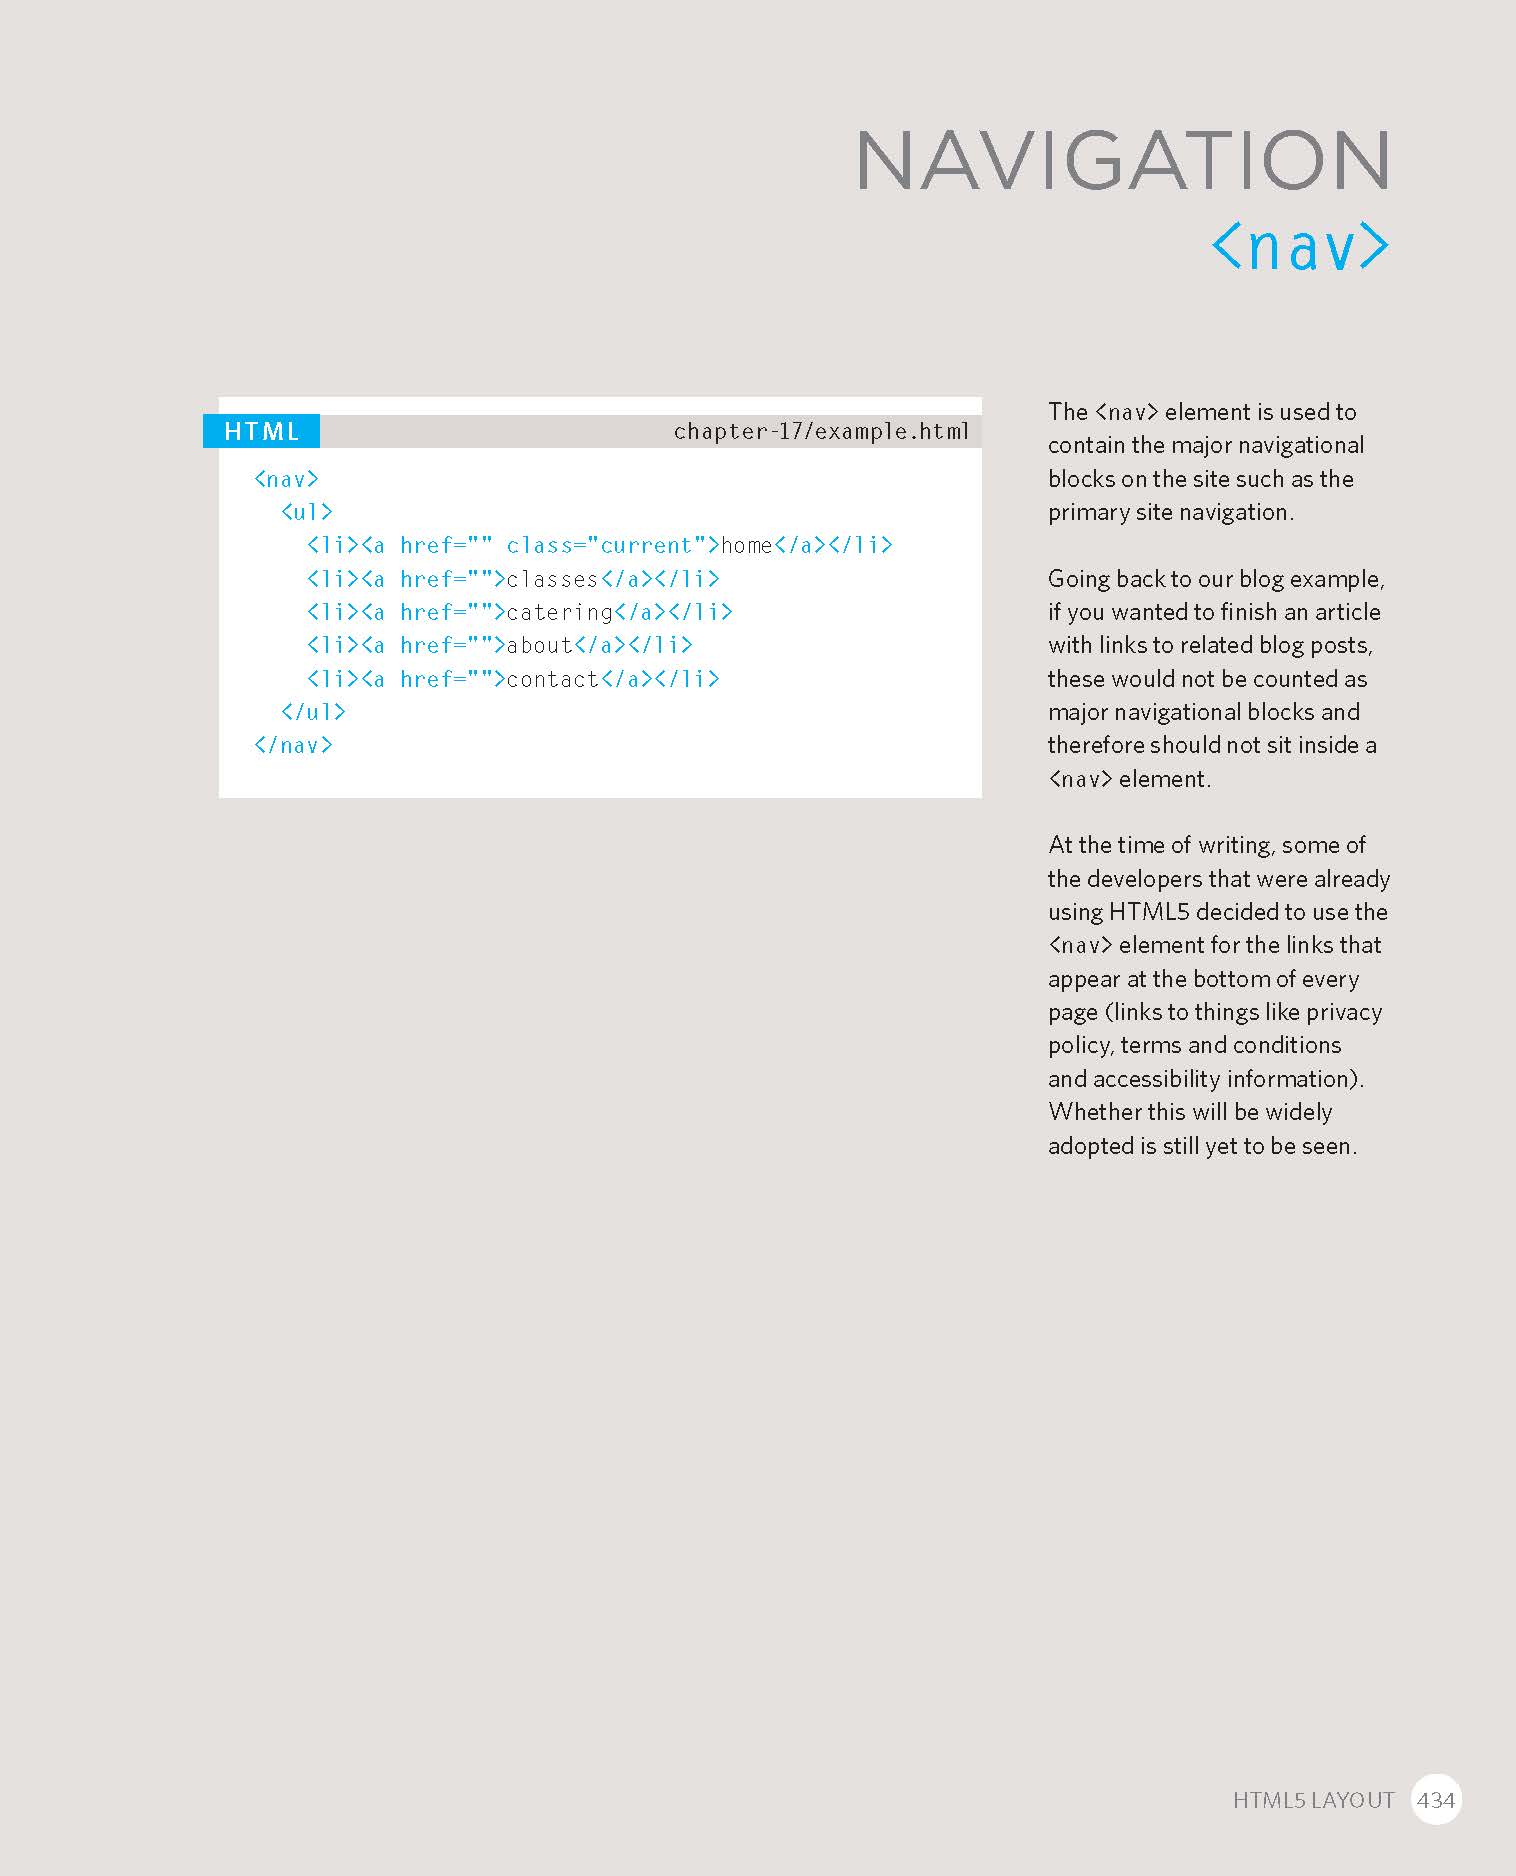 NAVIGATION
<nav>
HTML
chapter-17/example.html
<nav>
<ul>
<li><a href="" class="current">home</a></li>
<li><a href="">classes</a></li>
<li><a href="">catering</a></li>
<li><a href="">about</a></li>
<li><a href="">contact</a></li>
</ul>
</nav>
The <nav> element is used to
contain the major navigational
blocks on the site such as the
primary site navigation.
Going back to our blog example,
if you wanted to finish an article
with links to related blog posts,
these would not be counted as
major navigational blocks and
therefore should not sit inside a
<nav> element.
At the time of writing, some of
the developers that were already
using HTML5 decided to use the
<nav> element for the links that
appear at the bottom of every
page (links to things like privacy
policy, terms and conditions
and accessibility information).
Whether this will be widely
adopted is still yet to be seen.
HTML5 LAYOUT 434